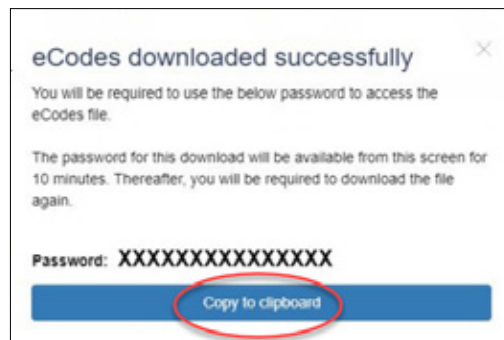 eCodes downloaded successfully
You will be required to use the below password to access the
eCodes file.
The password for this download will be available from this screen for
10 minutes. Thereafter, you will be required to download the file
again.
Password: XXXXXXXXXXXXXXX
Copy to clipboard